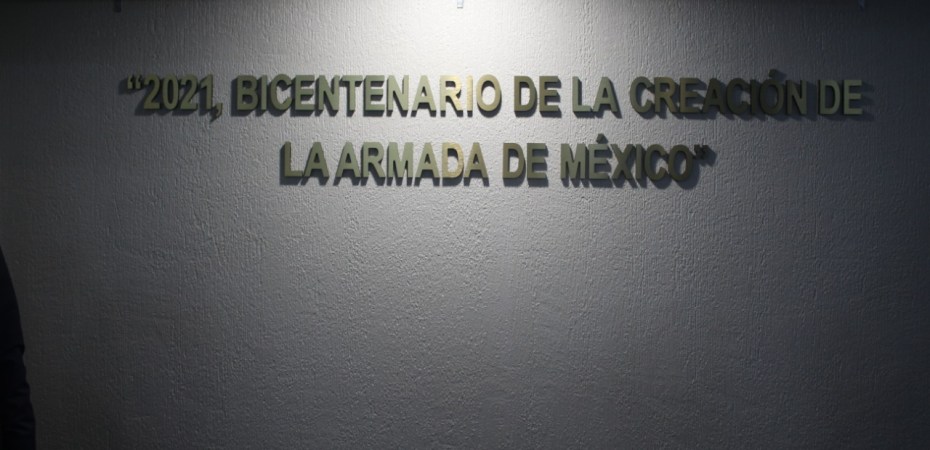 “2021, BICENTENARIO DE LA CREACIÓN DE
LA ARMADA DE MÉXICO”